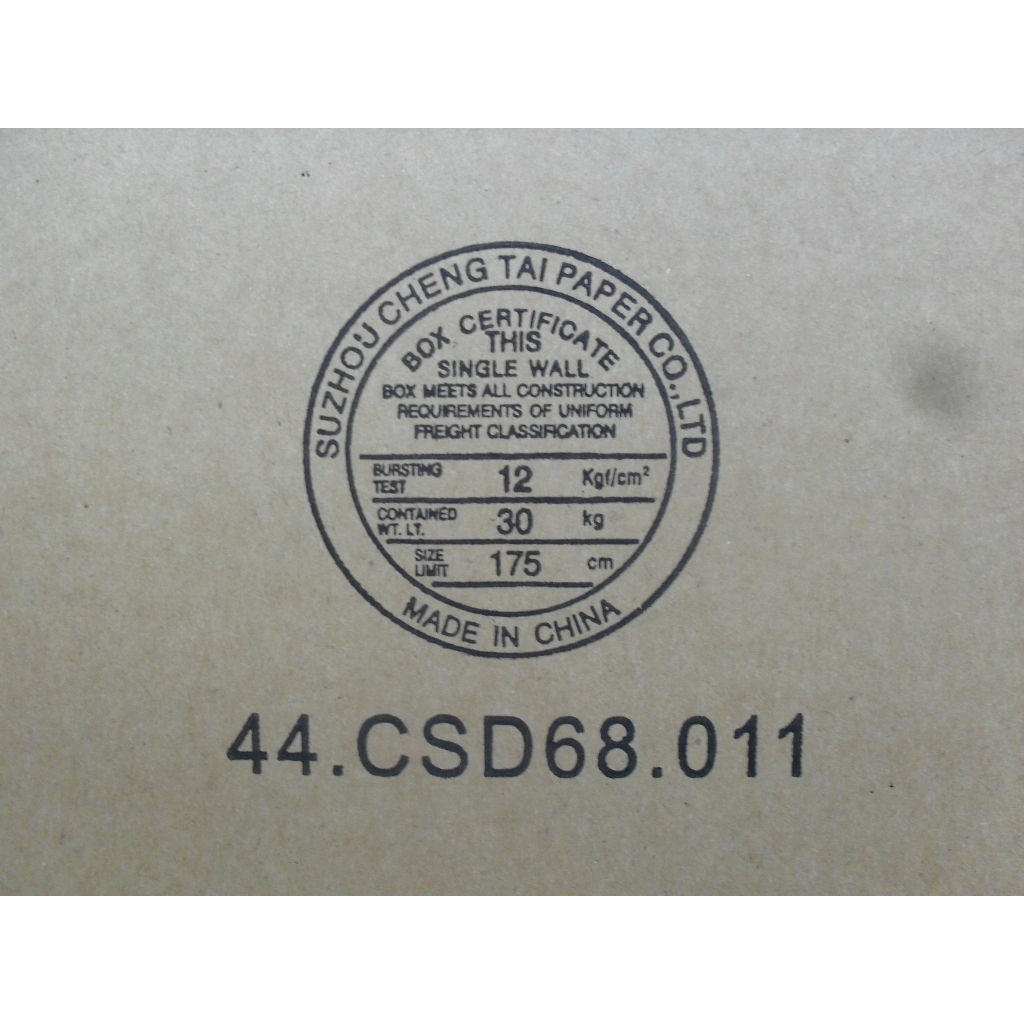 SUZHOU CHENG TAI PAPER CO.,LTD
BOX CERTIFICATE
THIS
SINGLE WALL
BOX MEETS ALL CONSTRUCTION
REQUIREMENTS OF UNIFORM
FREIGHT CLASSIFICATION
BURSTING TEST 12 Kgf/cm²
CONTAINED WT. LT. 30 kg
SIZE LIMIT 175 cm
MADE IN CHINA
44.CSD68.011